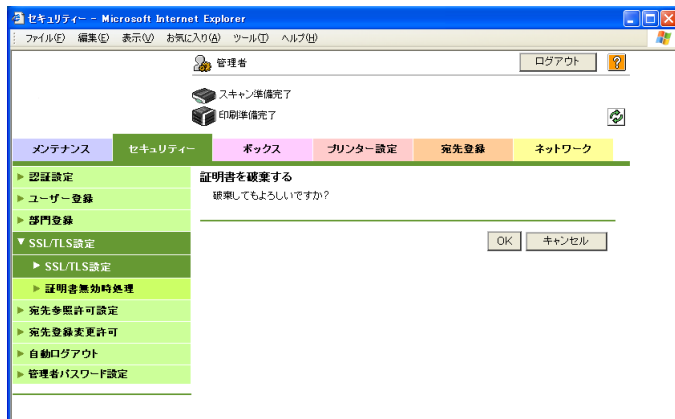 セキュリティー - Microsoft Internet Explorer
ファイル(F) 編集(E) 表示(V) お気に入り(A) ツール(T) ヘルプ(H)
管理者
ログアウト
?
スキャン準備完了
印刷準備完了
メンテナンス セキュリティー ボックス プリンター設定 宛先登録 ネットワーク
認証設定
ユーザー登録
部門登録
SSL/TLS設定
SSL/TLS設定
証明書無効時処理
宛先参照許可設定
宛先登録変更許可
自動ログアウト
管理者パスワード設定
証明書を破棄する
破棄してもよろしいですか?
OK キャンセル